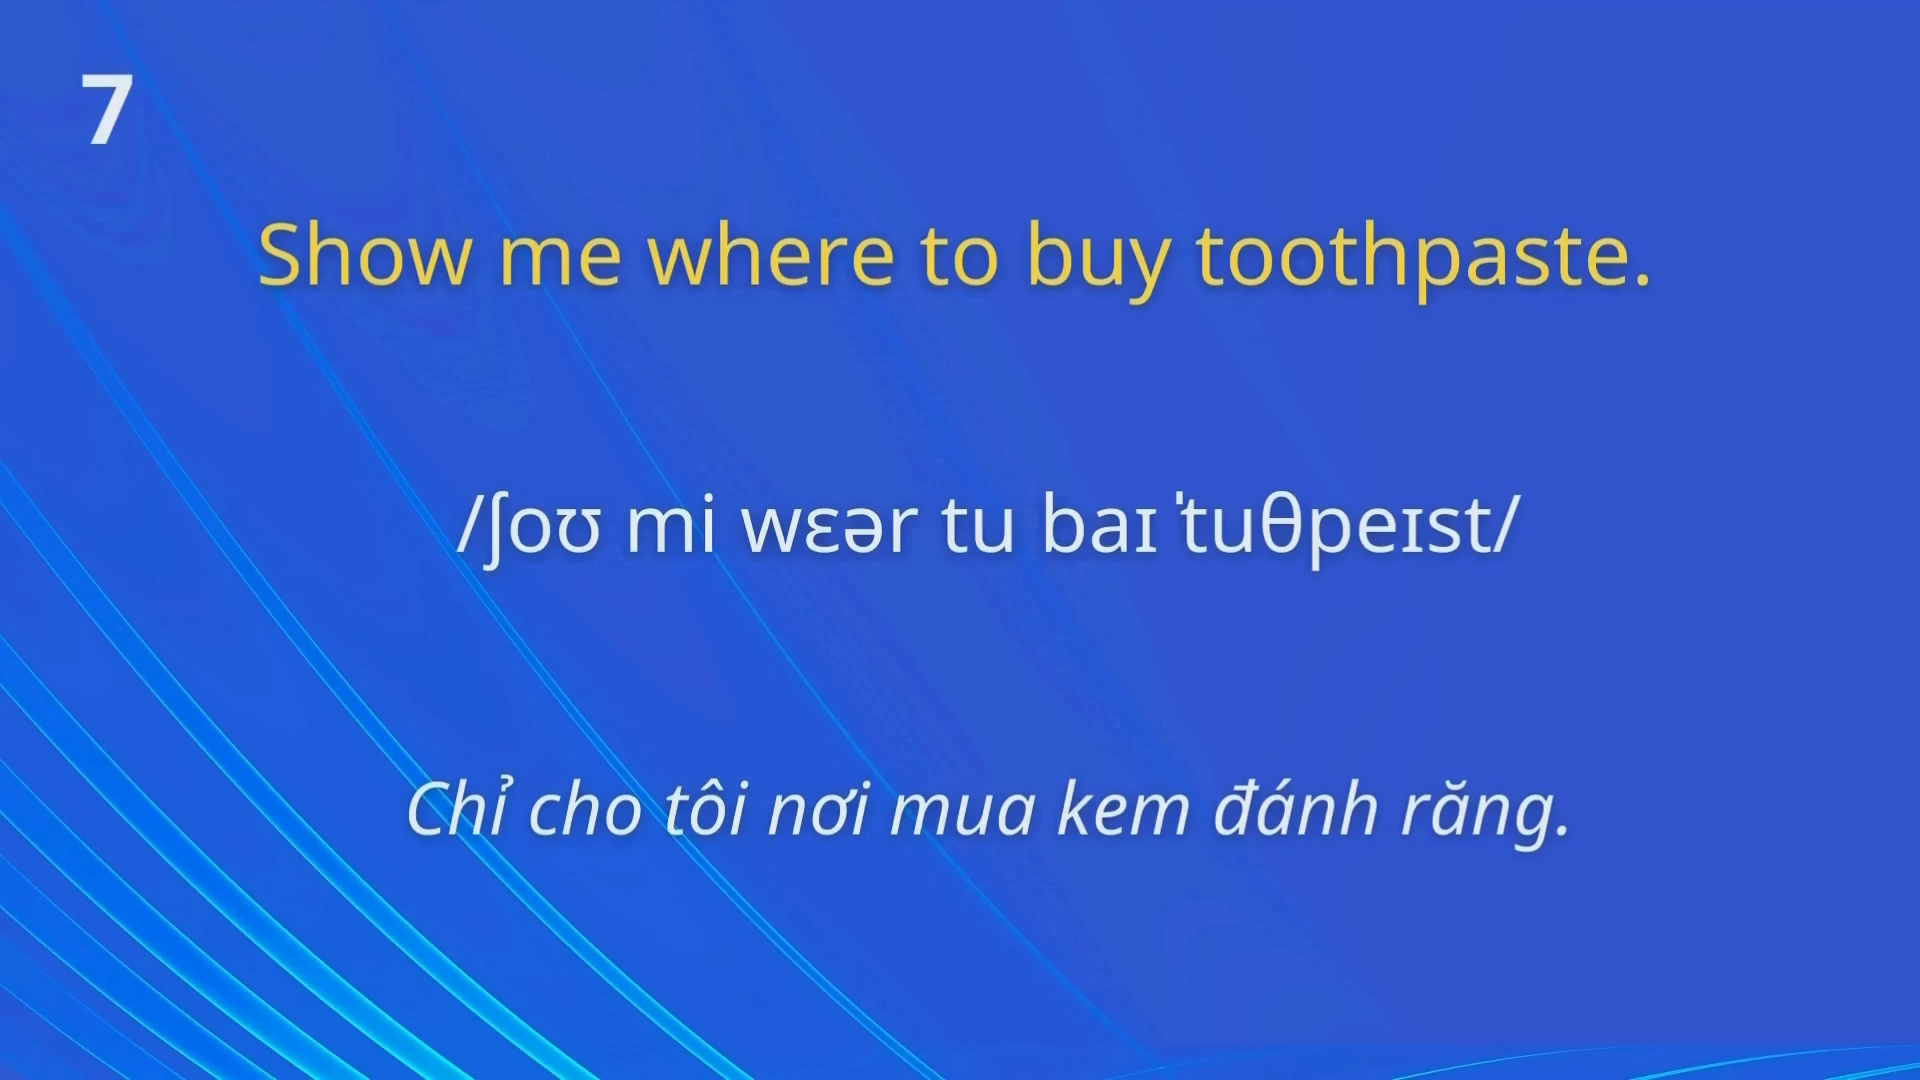 7
Show me where to buy toothpaste.
/ʃoʊ mi wɛər tu baɪ ˈtuθpeɪst/
Chỉ cho tôi nơi mua kem đánh răng.